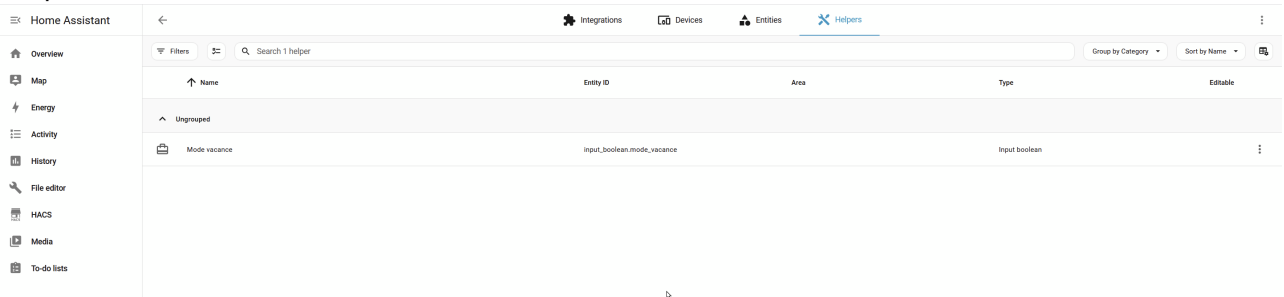 Home Assistant
Integrations Devices Entities Helpers
Overview
Map
Energy
Activity
History
File editor
HACS
Media
To-do lists
Filters Search 1 helper Group by Category Sort by Name
Name Entity ID Area Type Editable
Ungrouped
Mode vacance input_boolean.mode_vacance Input boolean